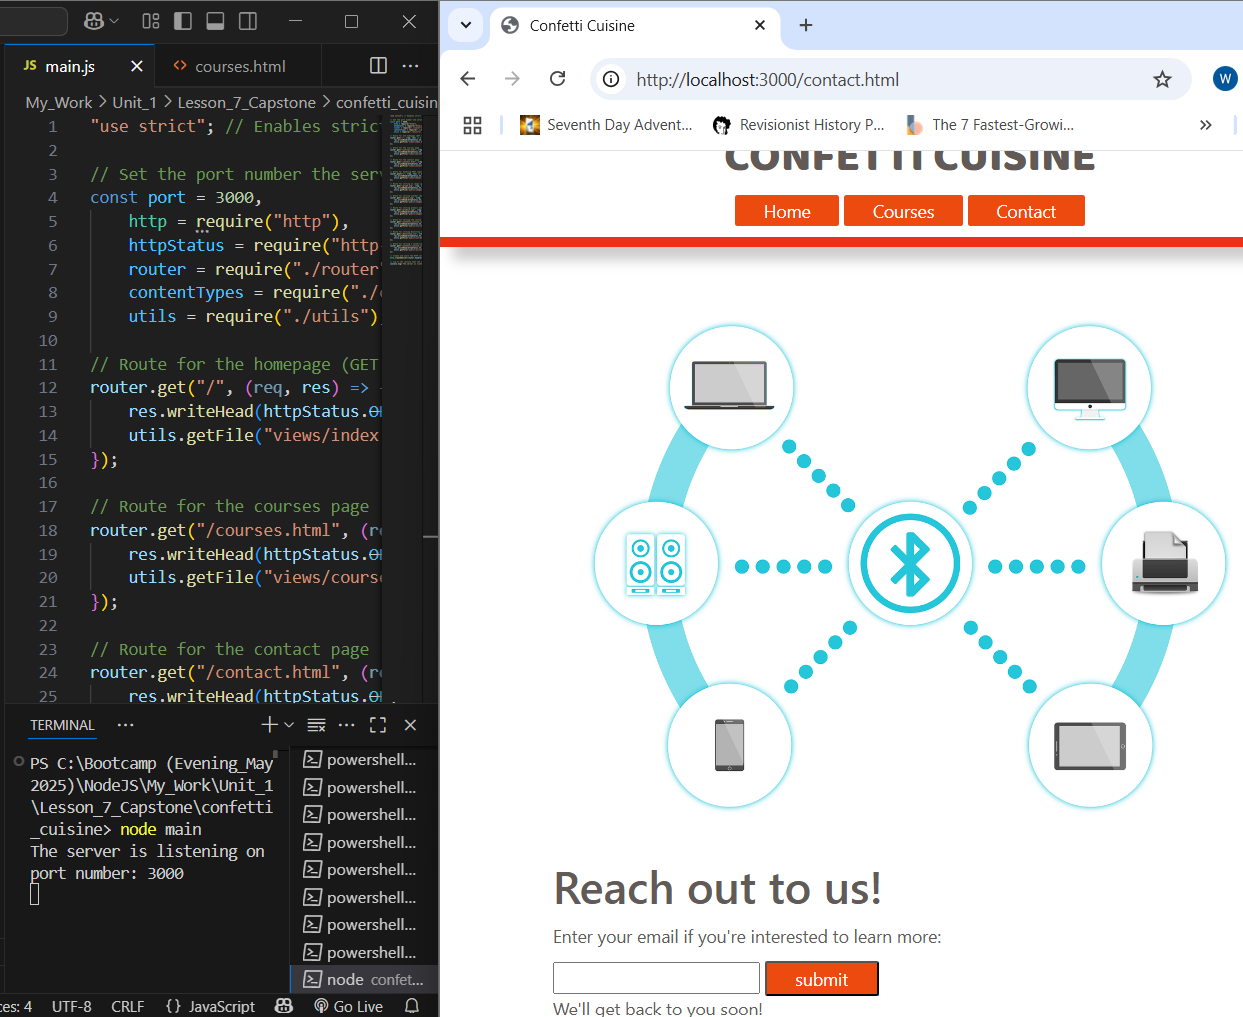 JS main.js
courses.html
My_Work > Unit_1 > Lesson_7_Capstone > confetti_cuisin
1 "use strict"; // Enables stric
2
3 // Set the port number the ser
4 const port = 3000,
5 http = require("http"),
6 httpStatus = require("http-
7 router = require("./router"
8 contentTypes = require("./
9 utils = require("./utils")
10
11 // Route for the homepage (GET
12 router.get("/", (req, res) =>
13 res.writeHead(httpStatus.
14 utils.getFile("views/index
15 });
16
17 // Route for the courses page
18 router.get("/courses.html", (re
19 res.writeHead(httpStatus.
20 utils.getFile("views/course
21 });
22
23 // Route for the contact page
24 router.get("/contact.html", (re
25 res.writeHead(httpStatus.
TERMINAL
PS C:\Bootcamp (Evening_May
2025)\NodeJS\My_Work\Unit_1
\Lesson_7_Capstone\confetti
_cuisine> node main
The server is listening on
port number: 3000
powershell...
powershell...
powershell...
powershell...
powershell...
powershell...
powershell...
powershell...
node confet...
ces: 4 UTF-8 CRLF {} JavaScript Go Live
Confetti Cuisine
http://localhost:3000/contact.html
W
Seventh Day Advent...
Revisionist History P...
The 7 Fastest-Growi...
CONFETTI CUISINE
Home
Courses
Contact
Reach out to us!
Enter your email if you're interested to learn more:
submit
We'll get back to you soon!